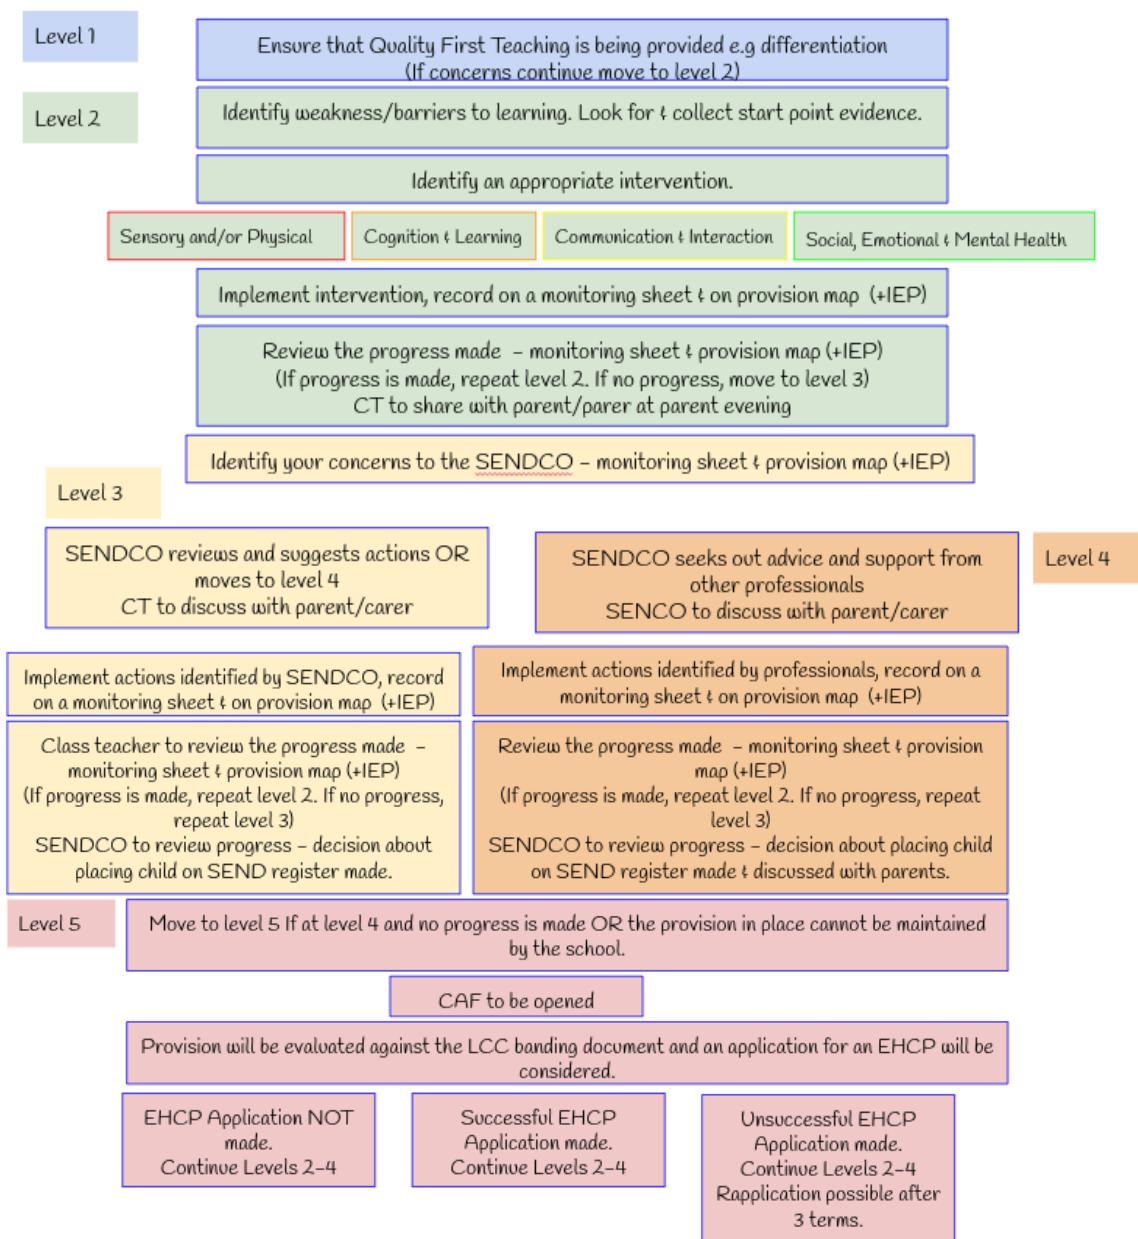 Level 1
Ensure that Quality First Teaching is being provided e.g differentiation
(If concerns continue move to level 2)
Level 2
Identify weakness/barriers to learning. Look for & collect start point evidence.
Identify an appropriate intervention.
Sensory and/or Physical
Cognition & Learning
Communication & Interaction
Social, Emotional & Mental Health
Implement intervention, record on a monitoring sheet & on provision map (+IEP)
Review the progress made – monitoring sheet & provision map (+IEP)
(If progress is made, repeat level 2. If no progress, move to level 3)
CT to share with parent/parer at parent evening
Identify your concerns to the SENDCO – monitoring sheet & provision map (+IEP)
Level 3
SENDCO reviews and suggests actions OR
moves to level 4
CT to discuss with parent/carer
SENDCO seeks out advice and support from
other professionals
SENCO to discuss with parent/carer
Level 4
Implement actions identified by SENDCO, record
on a monitoring sheet & on provision map (+IEP)
Implement actions identified by professionals, record on a
monitoring sheet & on provision map (+IEP)
Class teacher to review the progress made –
monitoring sheet & provision map (+IEP)
(If progress is made, repeat level 2. If no progress,
repeat level 3)
SENDCO to review progress – decision about
placing child on SEND register made.
Review the progress made – monitoring sheet & provision
map (+IEP)
(If progress is made, repeat level 2. If no progress, repeat
level 3)
SENDCO to review progress – decision about placing child
on SEND register made & discussed with parents.
Level 5
Move to level 5 If at level 4 and no progress is made OR the provision in place cannot be maintained
by the school.
CAF to be opened
Provision will be evaluated against the LCC banding document and an application for an EHCP will be
considered.
EHCP Application NOT
made.
Continue Levels 2–4
Successful EHCP
Application made.
Continue Levels 2–4
Unsuccessful EHCP
Application made.
Continue Levels 2–4
Rapplication possible after
3 terms.